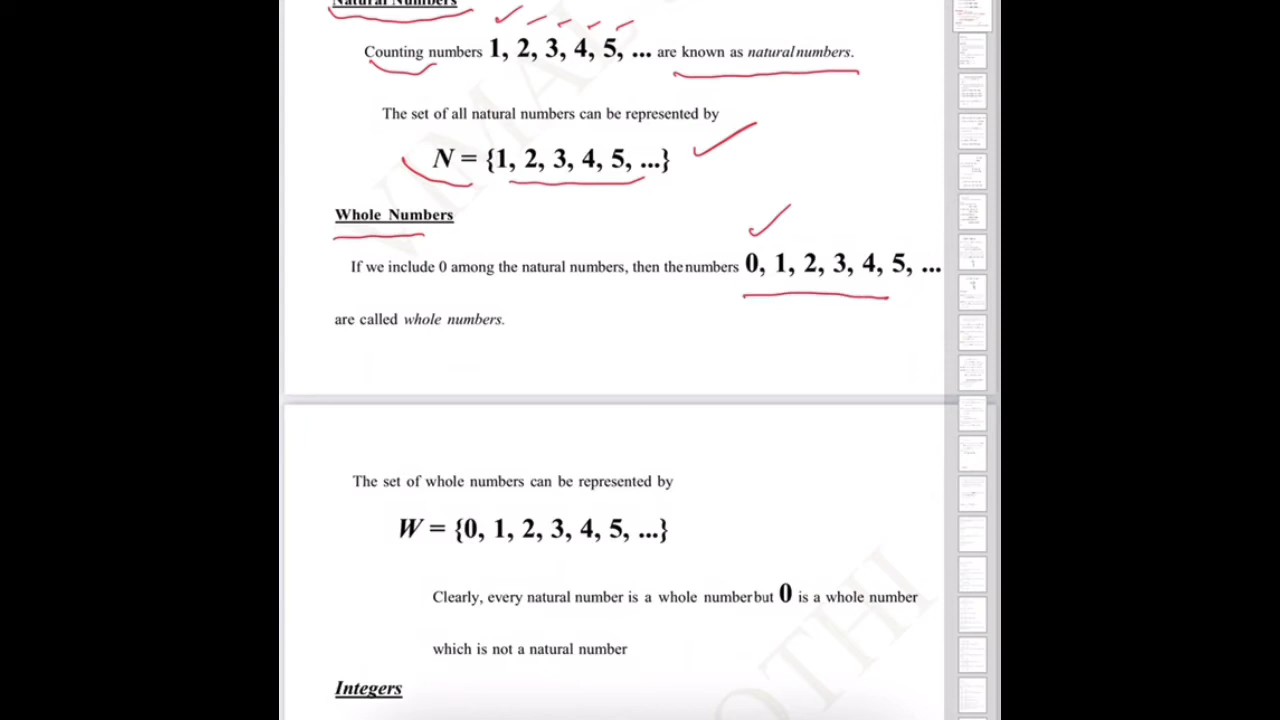 Natural Numbers
Counting numbers 1, 2, 3, 4, 5, ... are known as natural numbers.
The set of all natural numbers can be represented by
N = {1, 2, 3, 4, 5, ...}
Whole Numbers
If we include 0 among the natural numbers, then the numbers 0, 1, 2, 3, 4, 5, ...
are called whole numbers.
The set of whole numbers can be represented by
W = {0, 1, 2, 3, 4, 5, ...}
Clearly, every natural number is a whole number but 0 is a whole number
which is not a natural number
Integers